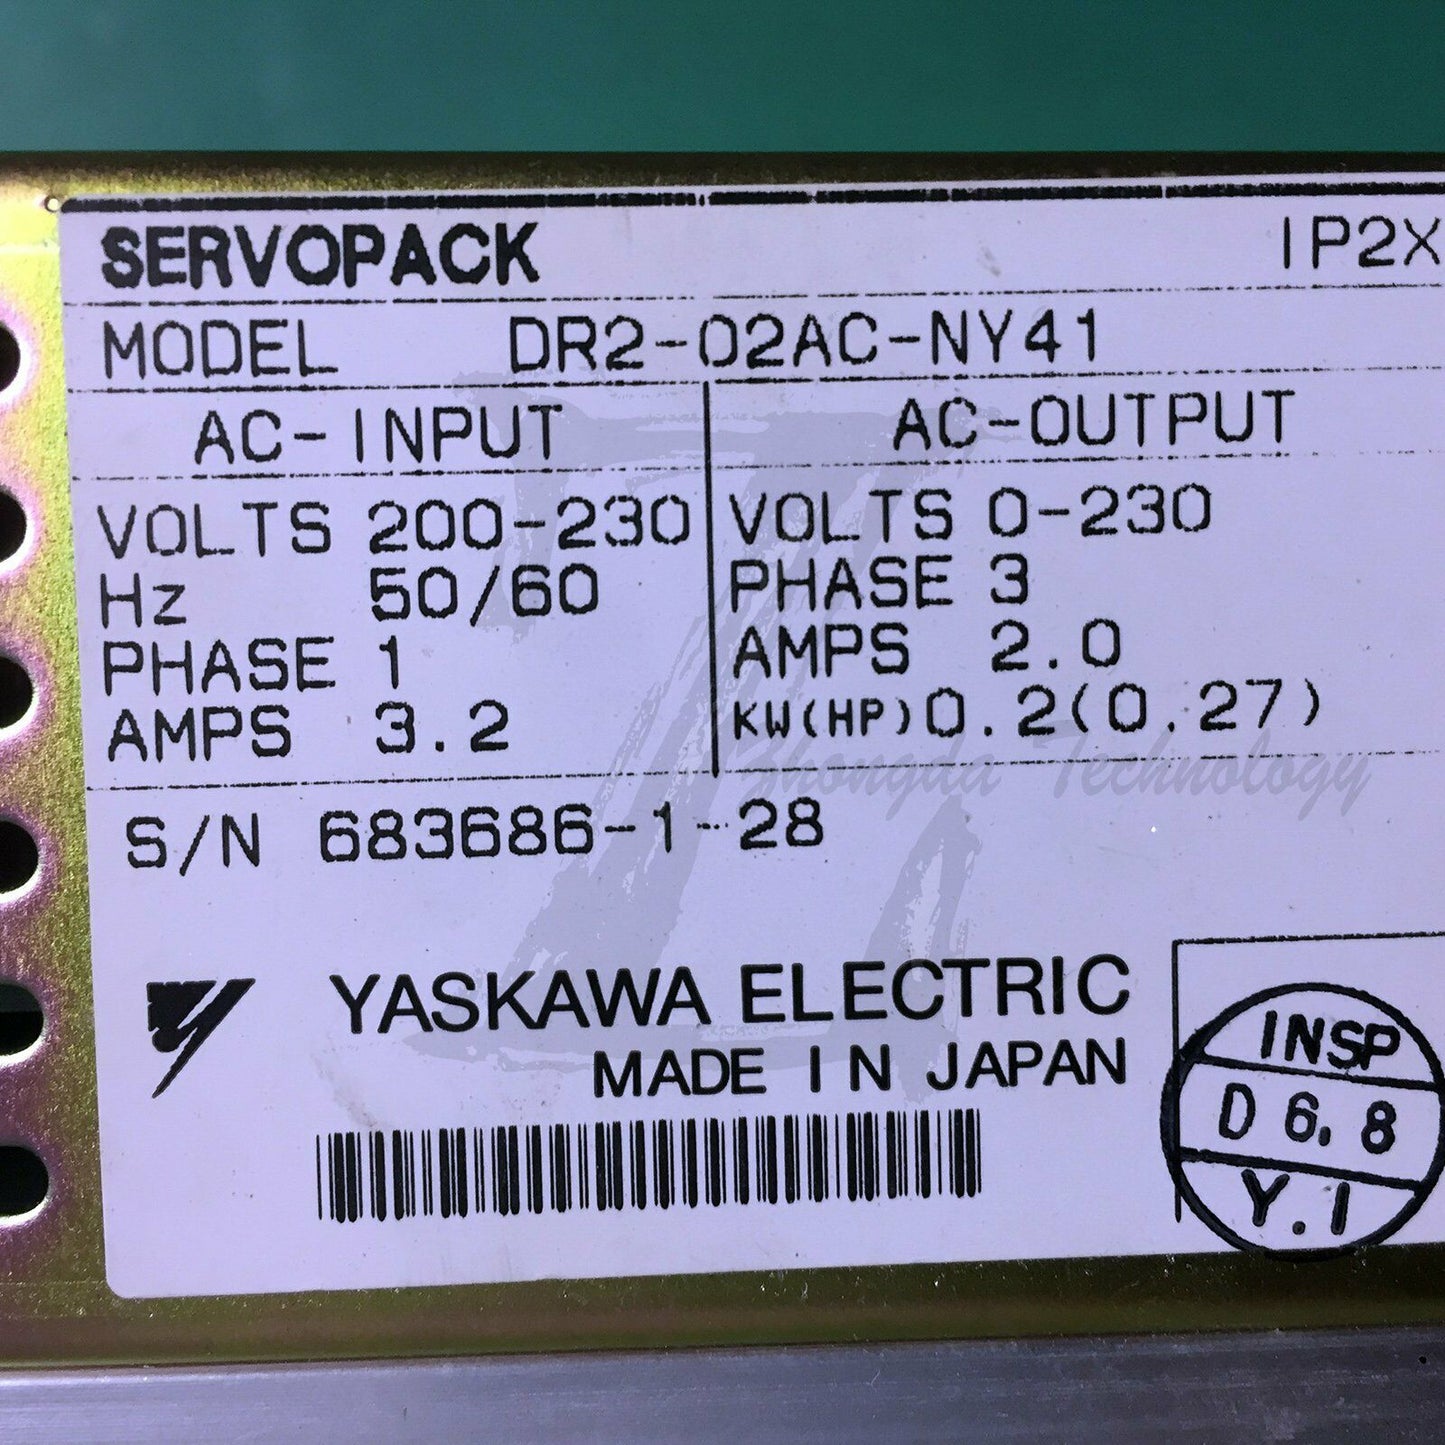 SERVOPACK IP2X
MODEL DR2-02AC-NY41
AC-INPUT AC-OUTPUT
VOLTS 200-230 VOLTS 0-230
Hz 50/60 PHASE 3
PHASE 1 AMPS 2.0
AMPS 3.2 KW(HP)0.2(0.27)
Zhongda Technology
S/N 683686-1-28
YASKAWA ELECTRIC
MADE IN JAPAN
INSP
D 6.8
Y.I